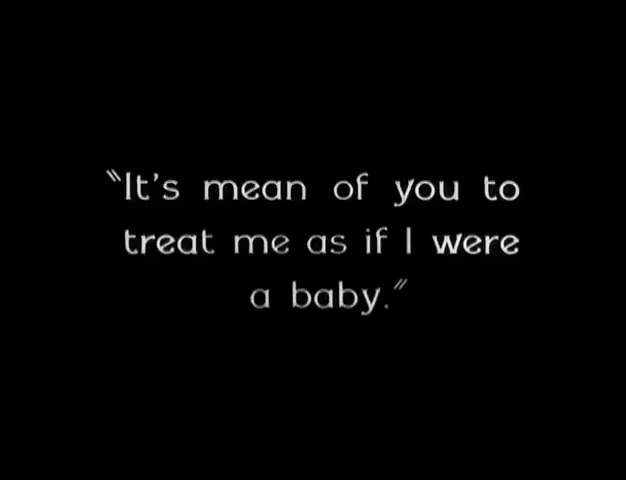 "It's mean of you to
treat me as if I were
a baby."